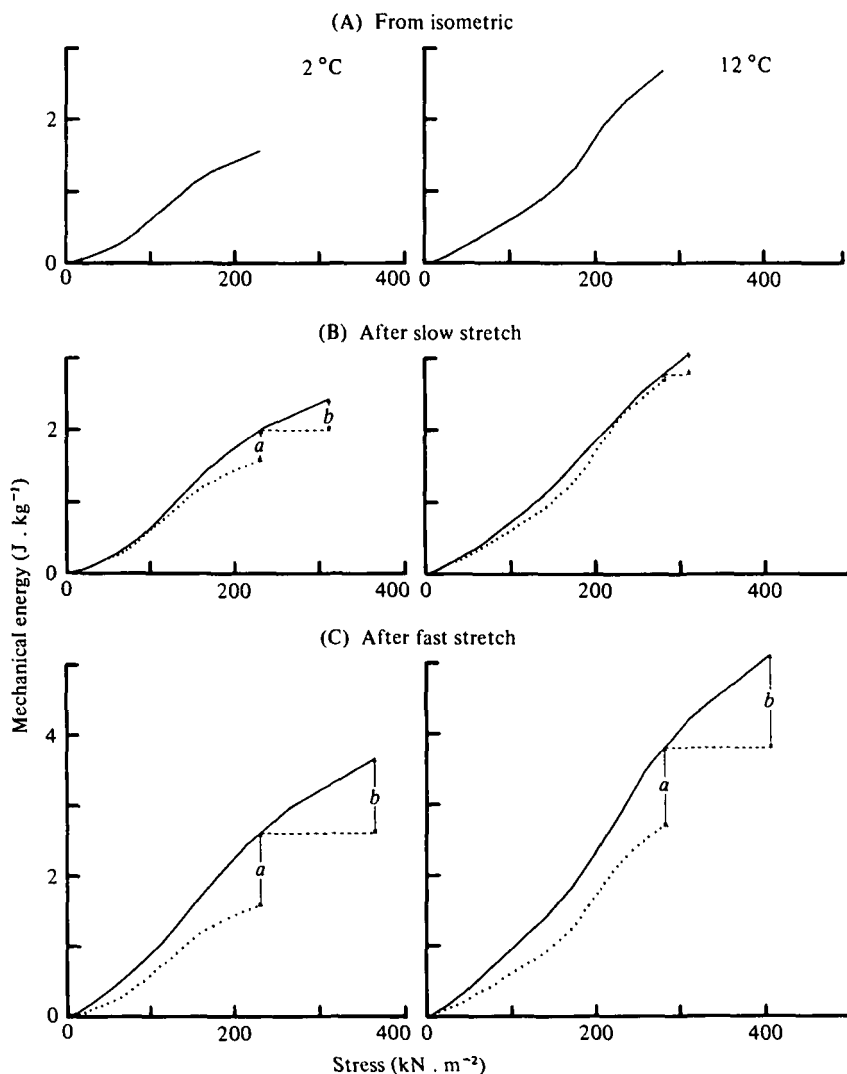 (A) From isometric
2 °C
12 °C
2
0
0 200 400
0 200 400
(B) After slow stretch
2
0
a
b
0 200 400
0 200 400
(C) After fast stretch
4
2
0
a
b
a
b
0 200 400
0 200 400
Mechanical energy (J . kg⁻¹)
Stress (kN . m⁻²)